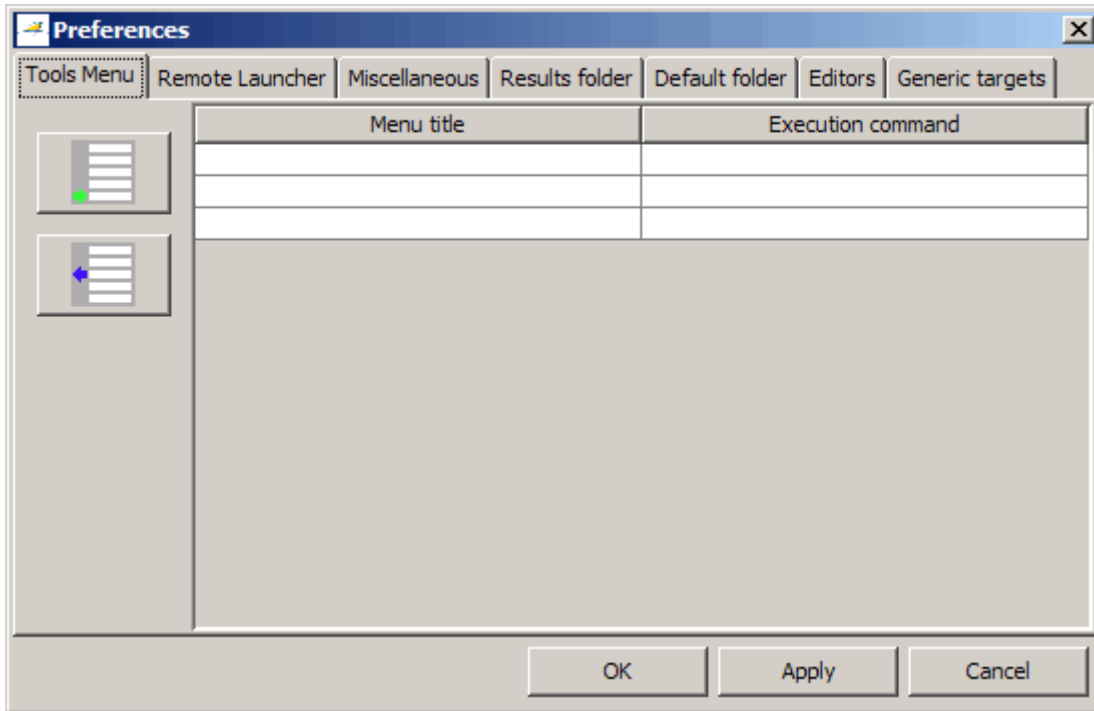 Preferences
Tools Menu Remote Launcher Miscellaneous Results folder Default folder Editors Generic targets
Menu title Execution command
OK Apply Cancel